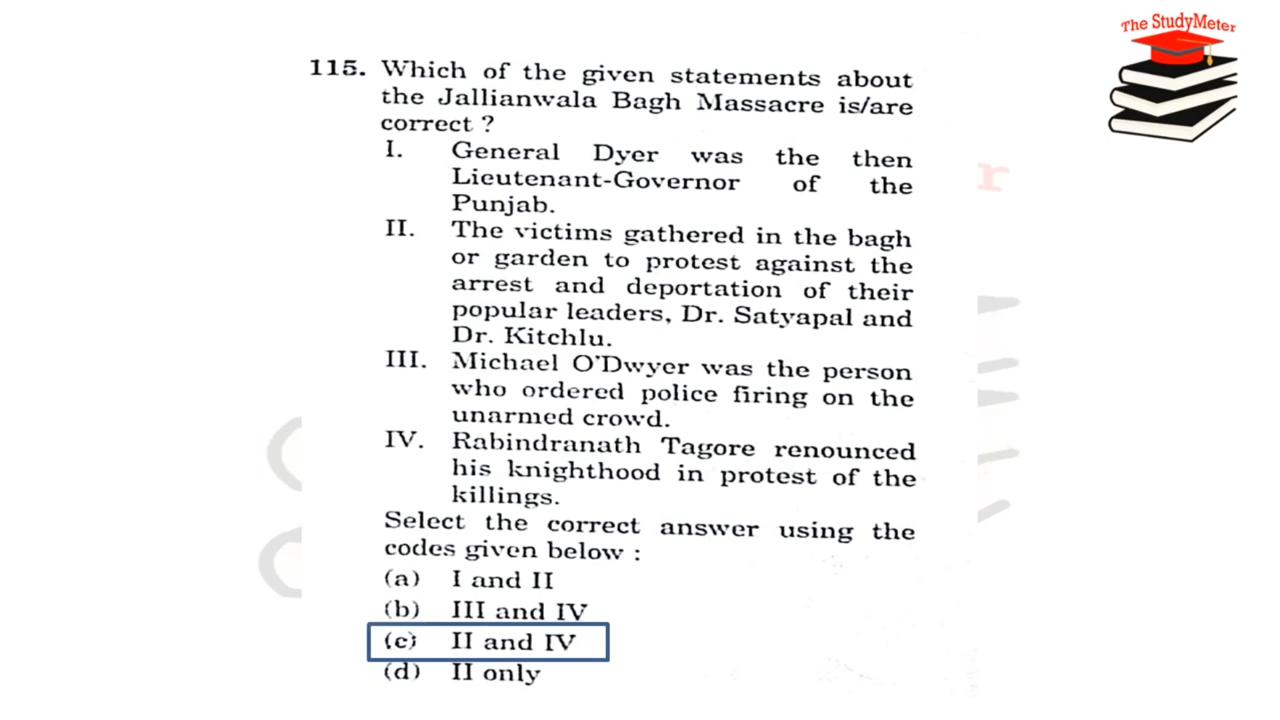 The StudyMeter
115. Which of the given statements about
the Jallianwala Bagh Massacre is/are
correct ?
I. General Dyer was the then
Lieutenant-Governor of the
Punjab.
II. The victims gathered in the bagh
or garden to protest against the
arrest and deportation of their
popular leaders, Dr. Satyapal and
Dr. Kitchlu.
III. Michael O'Dwyer was the person
who ordered police firing on the
unarmed crowd.
IV. Rabindranath Tagore renounced
his knighthood in protest of the
killings.
Select the correct answer using the
codes given below :
(a) I and II
(b) III and IV
(c) II and IV
(d) II only